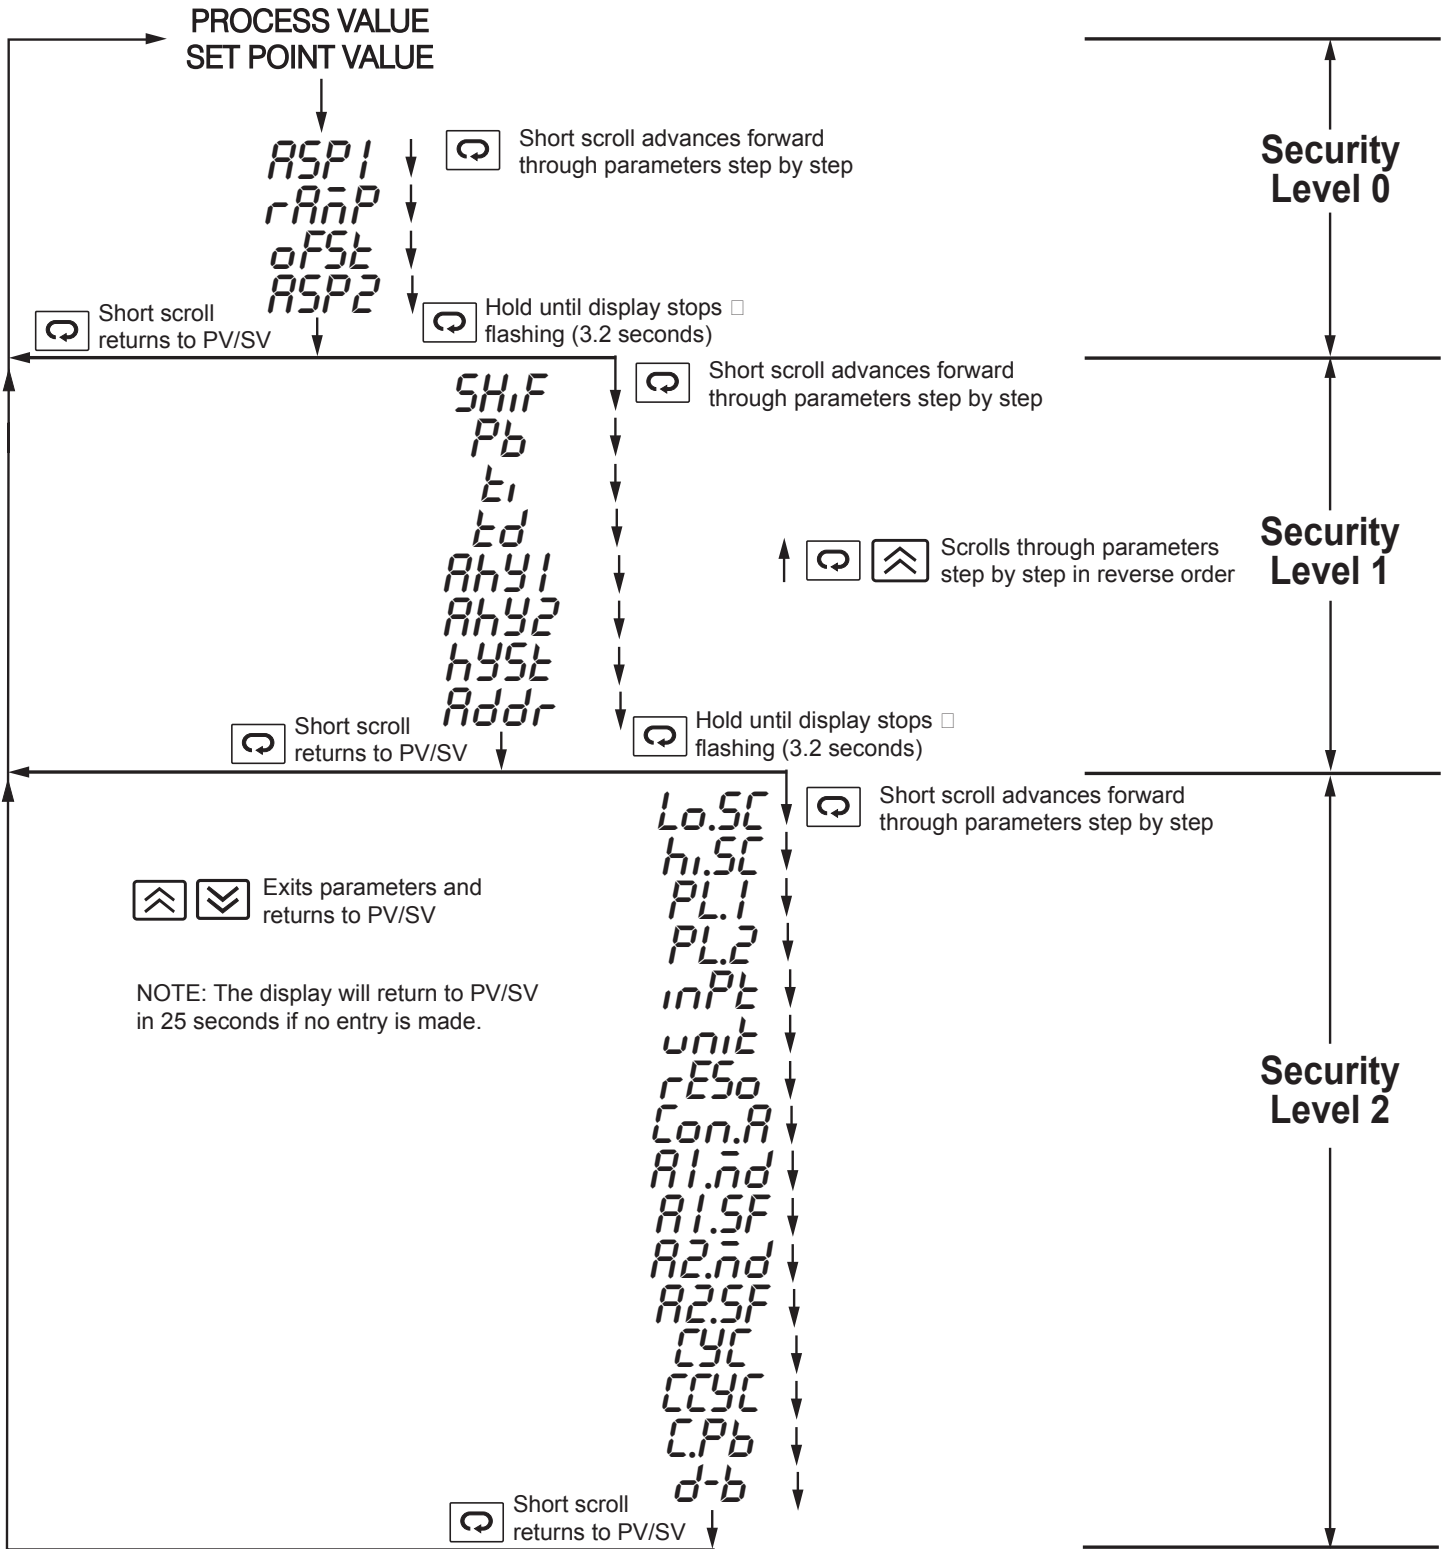 PROCESS VALUE
SET POINT VALUE
ASP1
rAmP
oFSt
ASP2
Short scroll advances forward
through parameters step by step
Security
Level 0
Short scroll
returns to PV/SV
Hold until display stops □
flashing (3.2 seconds)
SHiF
Pb
ti
td
AhY1
AhY2
hYSt
Addr
Short scroll advances forward
through parameters step by step
Scrolls through parameters
step by step in reverse order
Security
Level 1
Short scroll
returns to PV/SV
Hold until display stops □
flashing (3.2 seconds)
Lo.SC
hi.SC
PL.1
PL.2
inPt
unit
rESo
Con.A
A1.md
A1.SF
A2.md
A2.SF
CYC
CCYC
C.Pb
d-b
Short scroll advances forward
through parameters step by step
Exits parameters and
returns to PV/SV
NOTE: The display will return to PV/SV
in 25 seconds if no entry is made.
Security
Level 2
Short scroll
returns to PV/SV